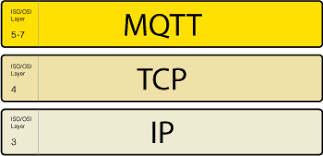 ISO/OSI
Layer
5-7
MQTT
ISO/OSI
Layer
4
TCP
ISO/OSI
Layer
3
IP